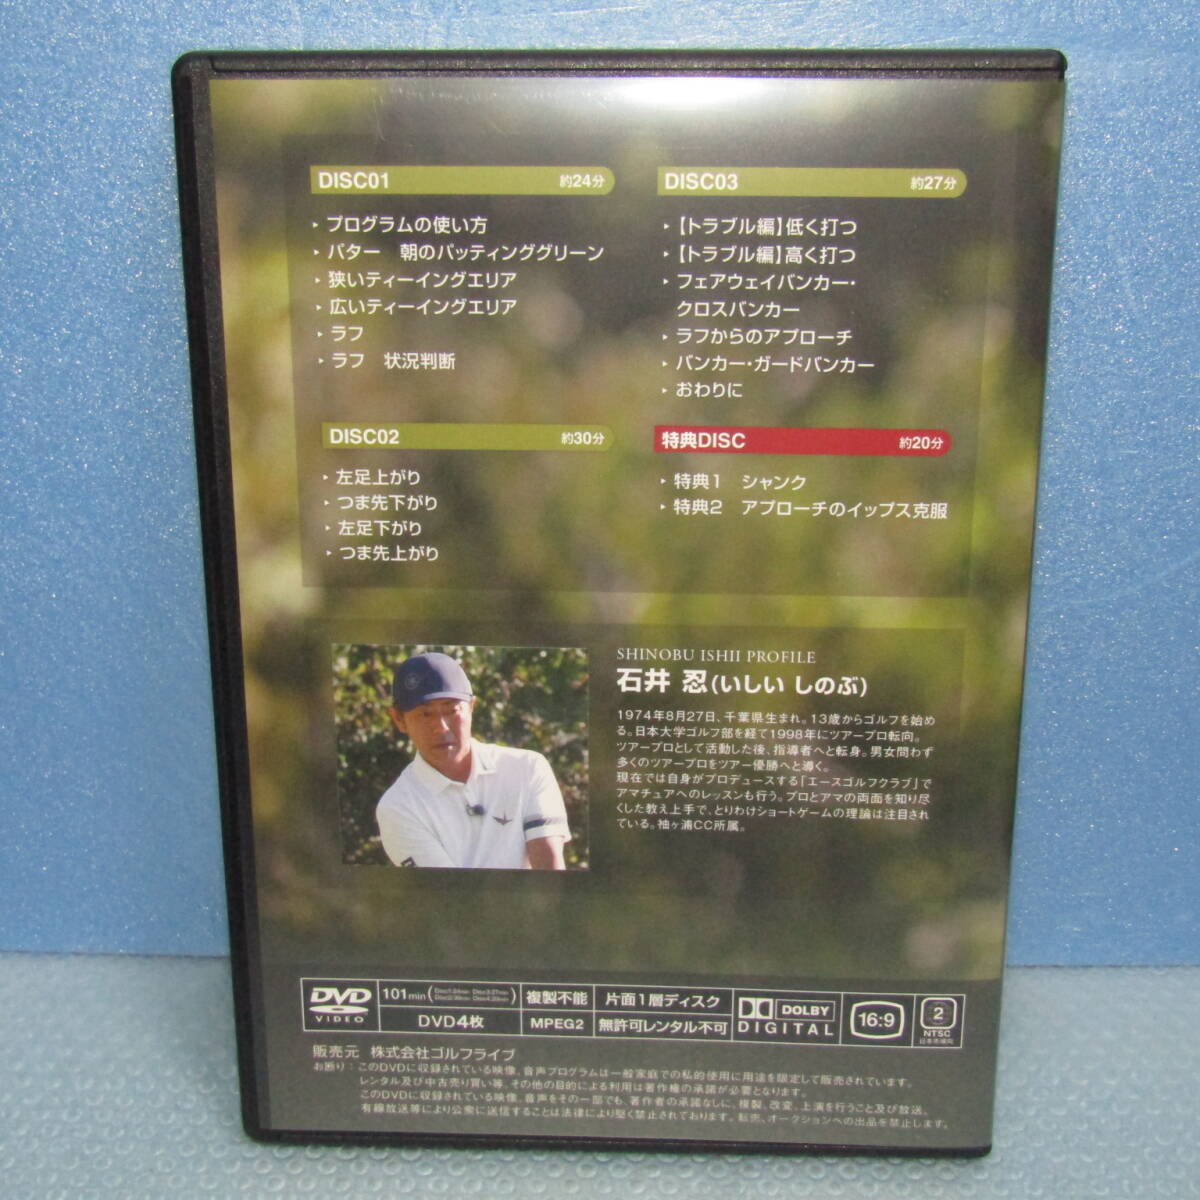 DISC01 約24分
プログラムの使い方
パター 朝のパッティンググリーン
狭いティーイングエリア
広いティーイングエリア
ラフ
ラフ 状況判断
DISC02 約30分
左足上がり
つま先下がり
左足下がり
つま先上がり
DISC03 約27分
【トラブル編】低く打つ
【トラブル編】高く打つ
フェアウェイバンカー・
クロスバンカー
ラフからのアプローチ
バンカー・ガードバンカー
おわりに
特典DISC 約20分
特典1 シャンク
特典2 アプローチのイップス克服
SHINOBU ISHII PROFILE
石井 忍(いしい しのぶ)
1974年8月27日、千葉県生まれ。13歳からゴルフを始め
る。日本大学ゴルフ部を経て1998年にツアープロ転向。
ツアープロとして活動した後、指導者へと転身。男女問わず
多くのツアープロをツアー優勝へと導く。
現在では自身がプロデュースする「エースゴルフクラブ」で
アマチュアへのレッスンも行う。プロとアマの両面を知り尽
くした教え上手で、とりわけショートゲームの理論は注目され
ている。袖ヶ浦CC所属。
DVD VIDEO
101min (Disc1.24min Disc3.27min
Disc2.30min Disc4.20min)
DVD4枚
複製不能
MPEG2
片面1層ディスク
無許可レンタル不可
DOLBY
DIGITAL
16:9
2
NTSC
日本市場向
販売元 株式会社ゴルフライブ
お断り：このDVDに収録されている映像、音声プログラムは一般家庭での私的使用に用途を限定して販売されています。
レンタル及び中古売り買い等、その他の目的による利用は著作権の承諾が必要となります。
このDVDに収録されている映像、音声をその一部でも、著作者の承諾なしに、複製、改変、上演を行うこと及び放送、
有線放送等により公衆に送信することは法律により堅く禁止されております。転売、オークションへの出品を禁止します。